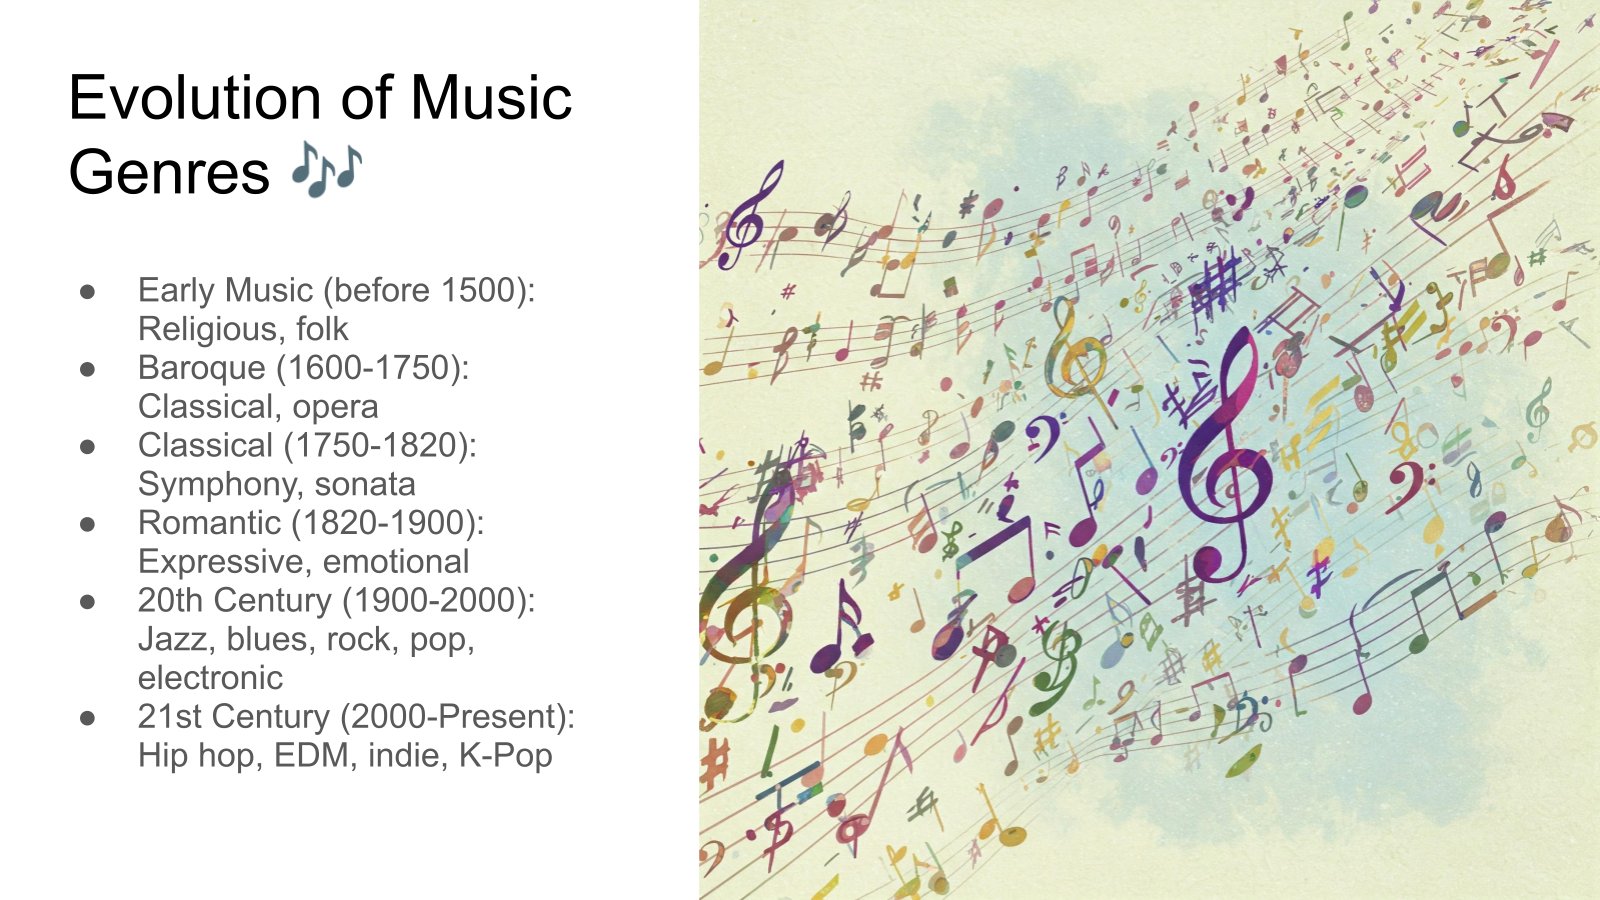 Evolution of Music
Genres 🎶
● Early Music (before 1500):
Religious, folk
● Baroque (1600-1750):
Classical, opera
● Classical (1750-1820):
Symphony, sonata
● Romantic (1820-1900):
Expressive, emotional
● 20th Century (1900-2000):
Jazz, blues, rock, pop,
electronic
● 21st Century (2000-Present):
Hip hop, EDM, indie, K-Pop